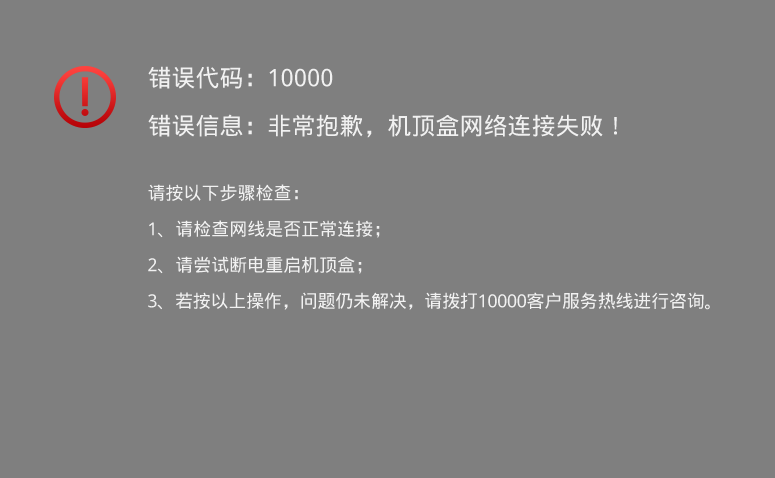 错误代码：10000
错误信息：非常抱歉，机顶盒网络连接失败！
请按以下步骤检查：
1、请检查网线是否正常连接；
2、请尝试断电重启机顶盒；
3、若按以上操作，问题仍未解决，请拨打10000客户服务热线进行咨询。